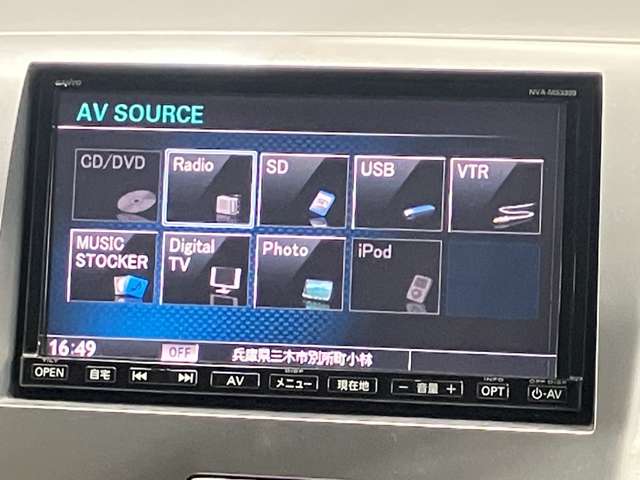 SANYO
AV SOURCE
CD/DVD Radio SD USB VTR
MUSIC STOCKER Digital TV Photo iPod
16:49 OFF 兵庫県三木市別所町小林
OPEN 自宅 AV メニュー 現在地 − 音量 + OPT ⏻·AV